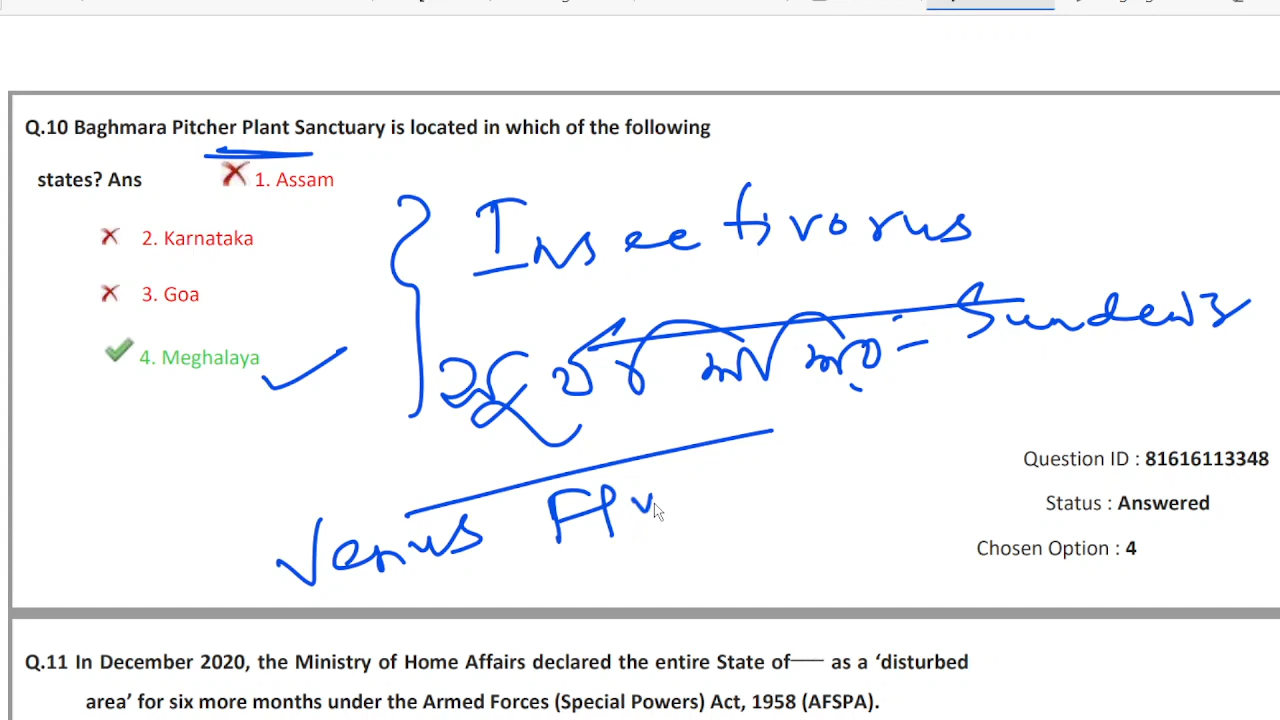 Q.10 Baghmara Pitcher Plant Sanctuary is located in which of the following
states? Ans 1. Assam
2. Karnataka
3. Goa
4. Meghalaya
Insectivorus
= Sundews
Venus Fly
Question ID : 81616113348
Status : Answered
Chosen Option : 4
Q.11 In December 2020, the Ministry of Home Affairs declared the entire State of— as a ‘disturbed
area’ for six more months under the Armed Forces (Special Powers) Act, 1958 (AFSPA).